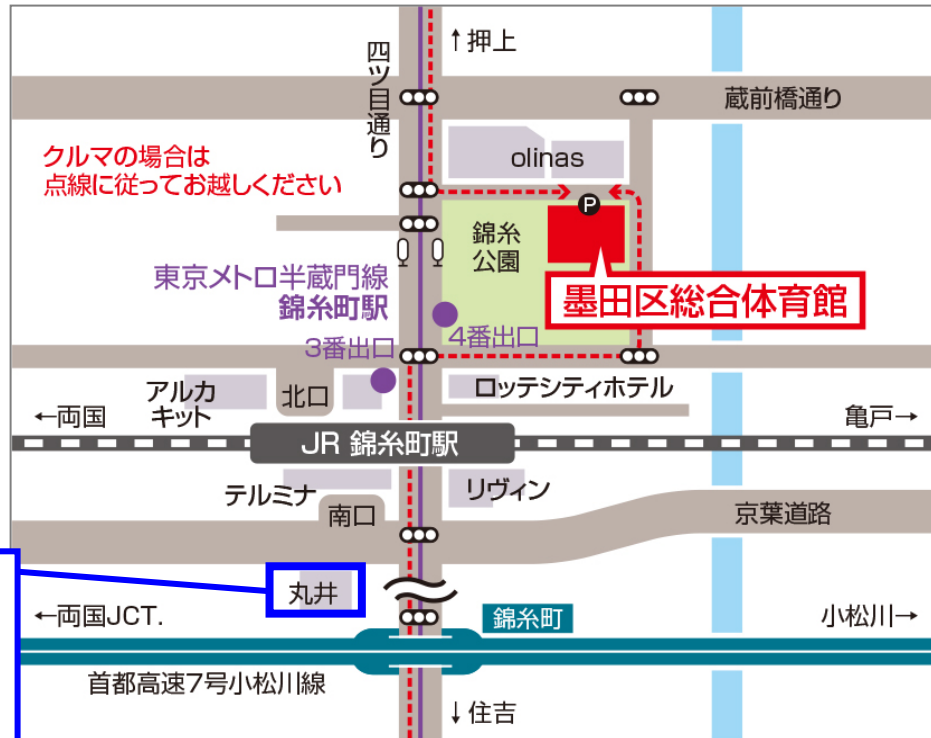 ↑押上
四ツ目通り
蔵前橋通り
olinas
クルマの場合は
点線に従ってお越しください
P
錦糸
公園
東京メトロ半蔵門線
錦糸町駅
墨田区総合体育館
3番出口
4番出口
アルカ
キット
北口
ロッテシティホテル
←両国
亀戸→
JR 錦糸町駅
テルミナ
リヴィン
南口
京葉道路
丸井
←両国JCT.
錦糸町
小松川→
首都高速7号小松川線
↓住吉